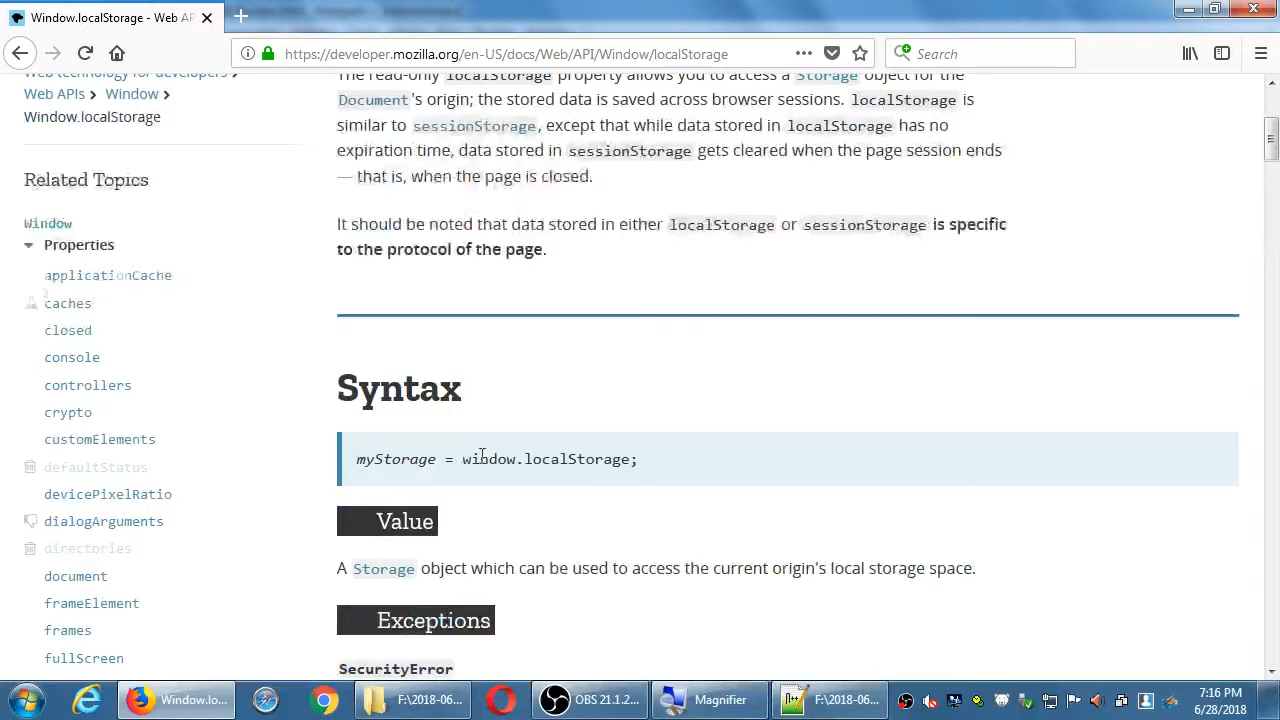 Window.localStorage - Web AP
https://developer.mozilla.org/en-US/docs/Web/API/Window/localStorage
Search
Web technology for developers
Web APIs
Window
Window.localStorage
Related Topics
Window
Properties
applicationCache
caches
closed
console
controllers
crypto
customElements
defaultStatus
devicePixelRatio
dialogArguments
directories
document
frameElement
frames
fullScreen
The read-only localStorage property allows you to access a Storage object for the
Document's origin; the stored data is saved across browser sessions. localStorage is
similar to sessionStorage, except that while data stored in localStorage has no
expiration time, data stored in sessionStorage gets cleared when the page session ends
— that is, when the page is closed.
It should be noted that data stored in either localStorage or sessionStorage is specific
to the protocol of the page.
Syntax
myStorage = window.localStorage;
Value
A Storage object which can be used to access the current origin's local storage space.
Exceptions
SecurityError
Window.lo...
F:\2018-06...
OBS 21.1.2...
Magnifier
F:\2018-06...
7:16 PM
6/28/2018